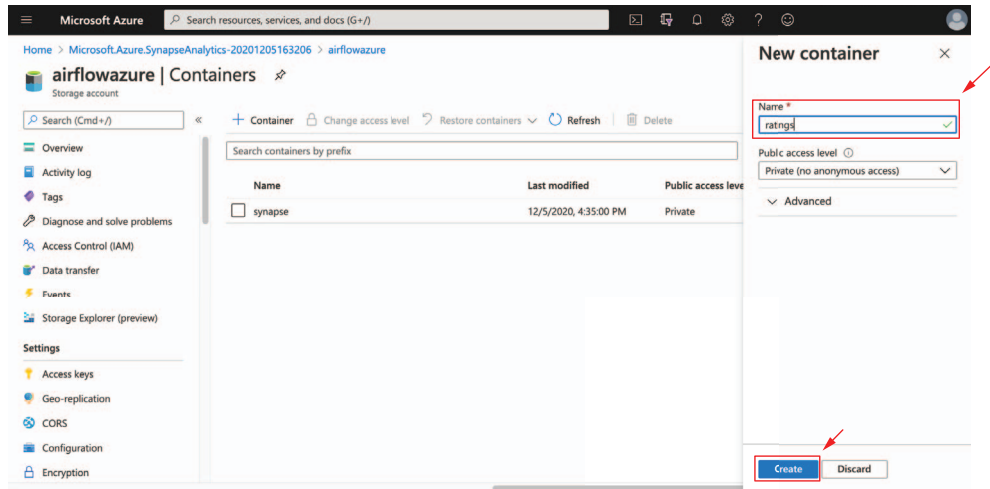 Microsoft Azure
Search resources, services, and docs (G+/)
Home > Microsoft.Azure.SynapseAnalytics-20201205163206 > airflowazure
airflowazure | Containers
Storage account
Search (Cmd+/)
Overview
Activity log
Tags
Diagnose and solve problems
Access Control (IAM)
Data transfer
Events
Storage Explorer (preview)
Settings
Access keys
Geo-replication
CORS
Configuration
Encryption
+ Container Change access level Restore containers Refresh Delete
Search containers by prefix
Name Last modified Public access leve
synapse 12/5/2020, 4:35:00 PM Private
New container
Name *
ratngs
Publc access level
Private (no anonymous access)
Advanced
Create Discard